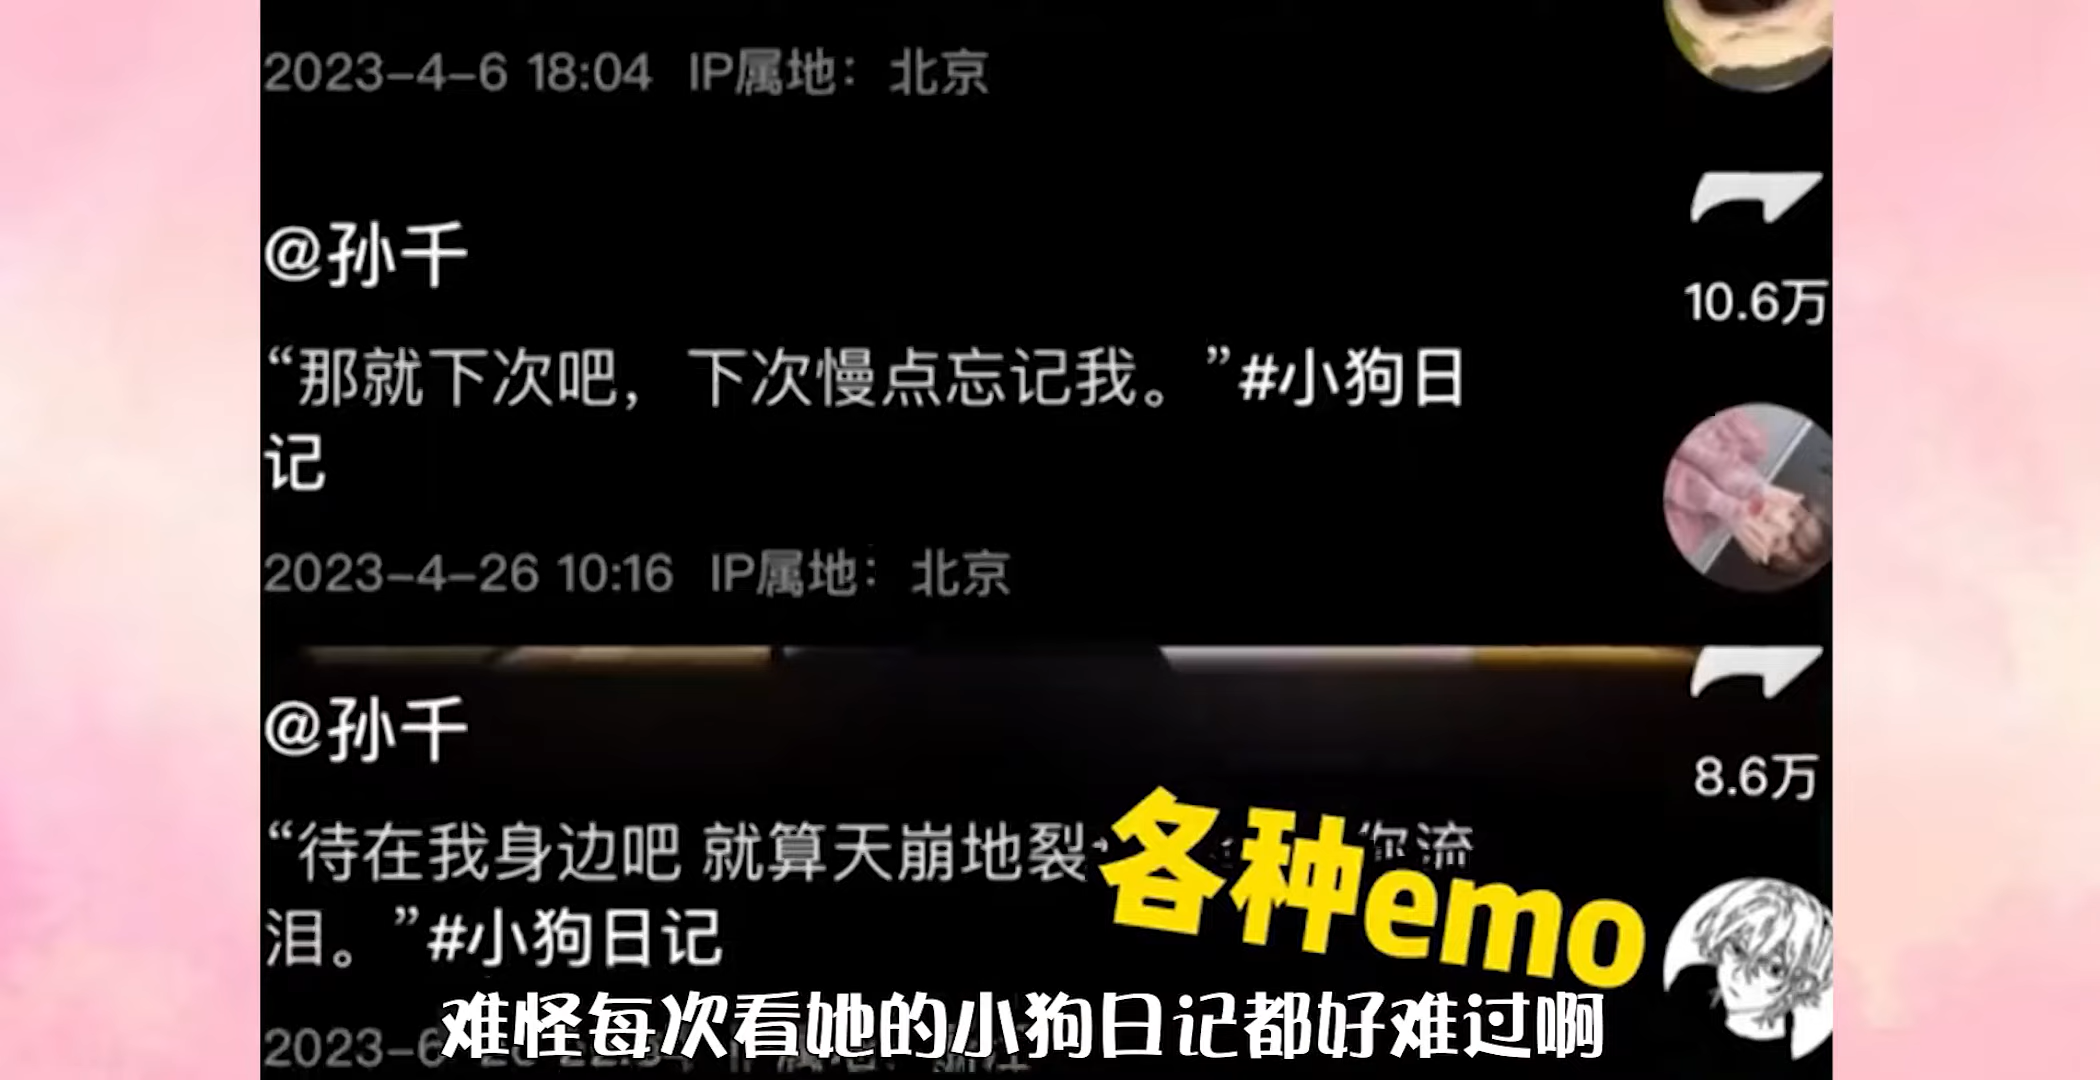 2023-4-6 18:04 IP属地：北京
@孙千
10.6万
“那就下次吧，下次慢点忘记我。”#小狗日
记
2023-4-26 10:16 IP属地：北京
@孙千
8.6万
“待在我身边吧 就算天崩地裂 你流
泪。”#小狗日记
各种emo
2023-6
难怪每次看她的小狗日记都好难过啊